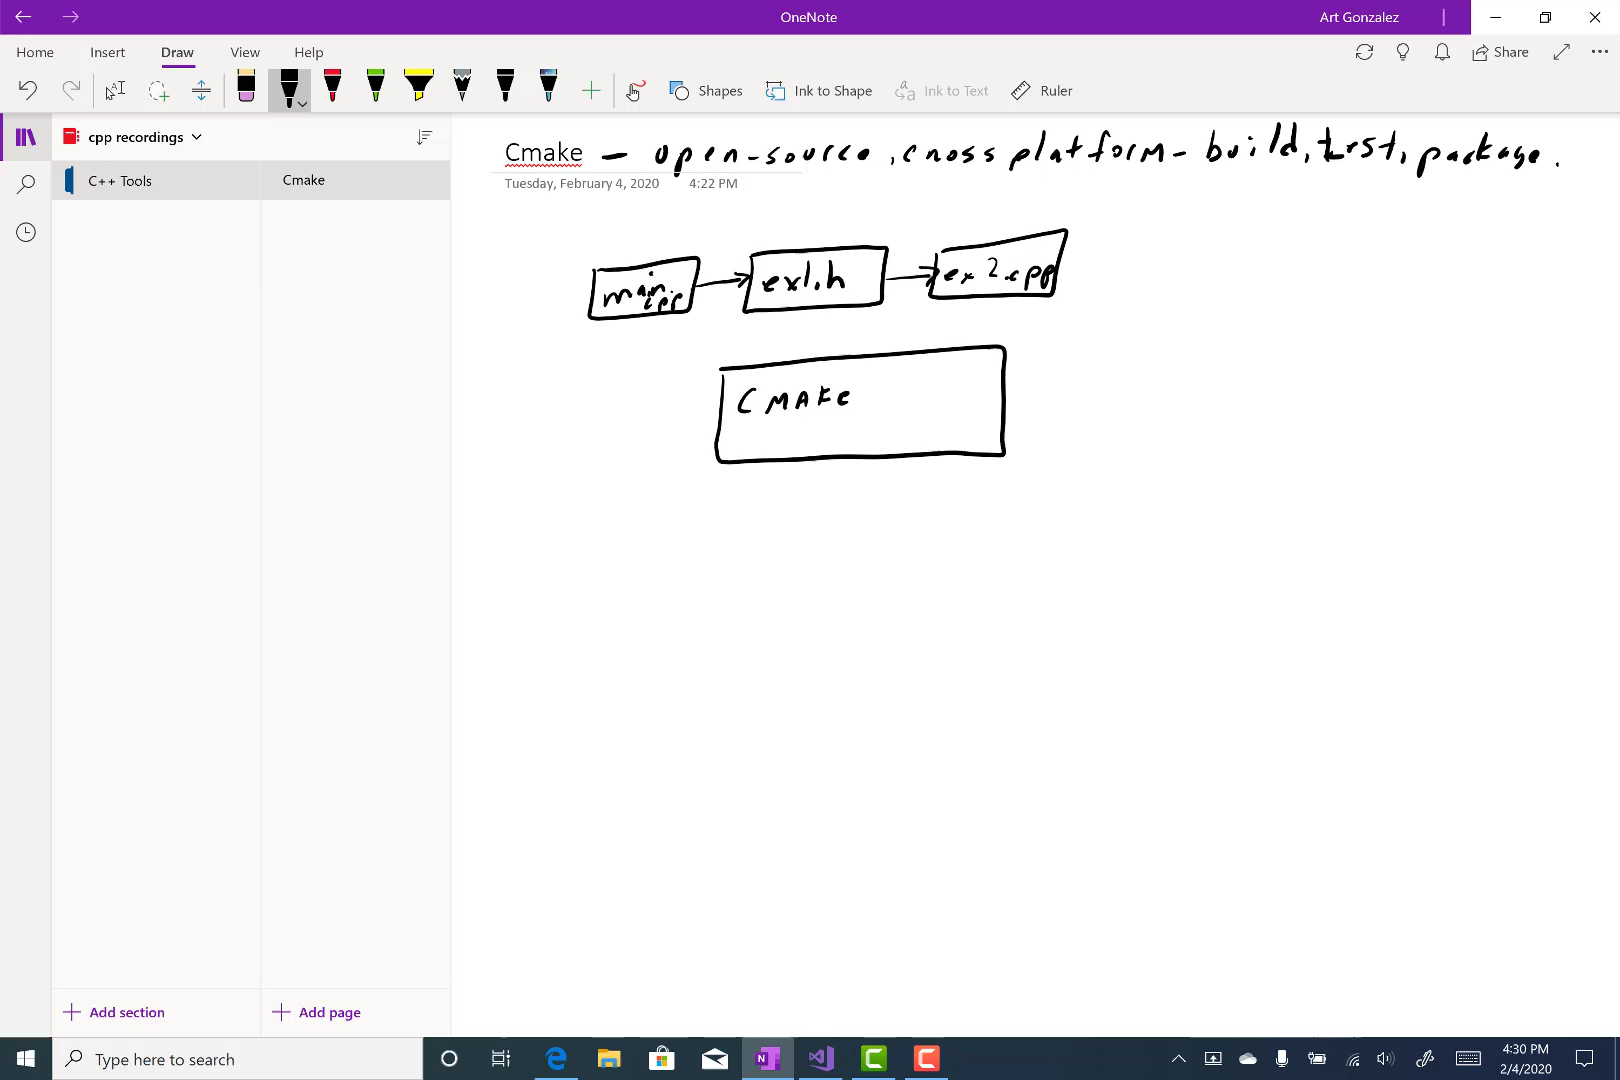 OneNote
Art Gonzalez
Home Insert Draw View Help
Share
Shapes
Ink to Shape
Ink to Text
Ruler
cpp recordings
C++ Tools
Cmake
Cmake – open-source, cross platform – build, test, package.
Tuesday, February 4, 2020 4:22 PM
main.cpp
ex1.h
ex2.cpp
CMAKE
Add section
Add page
Type here to search
4:30 PM
2/4/2020